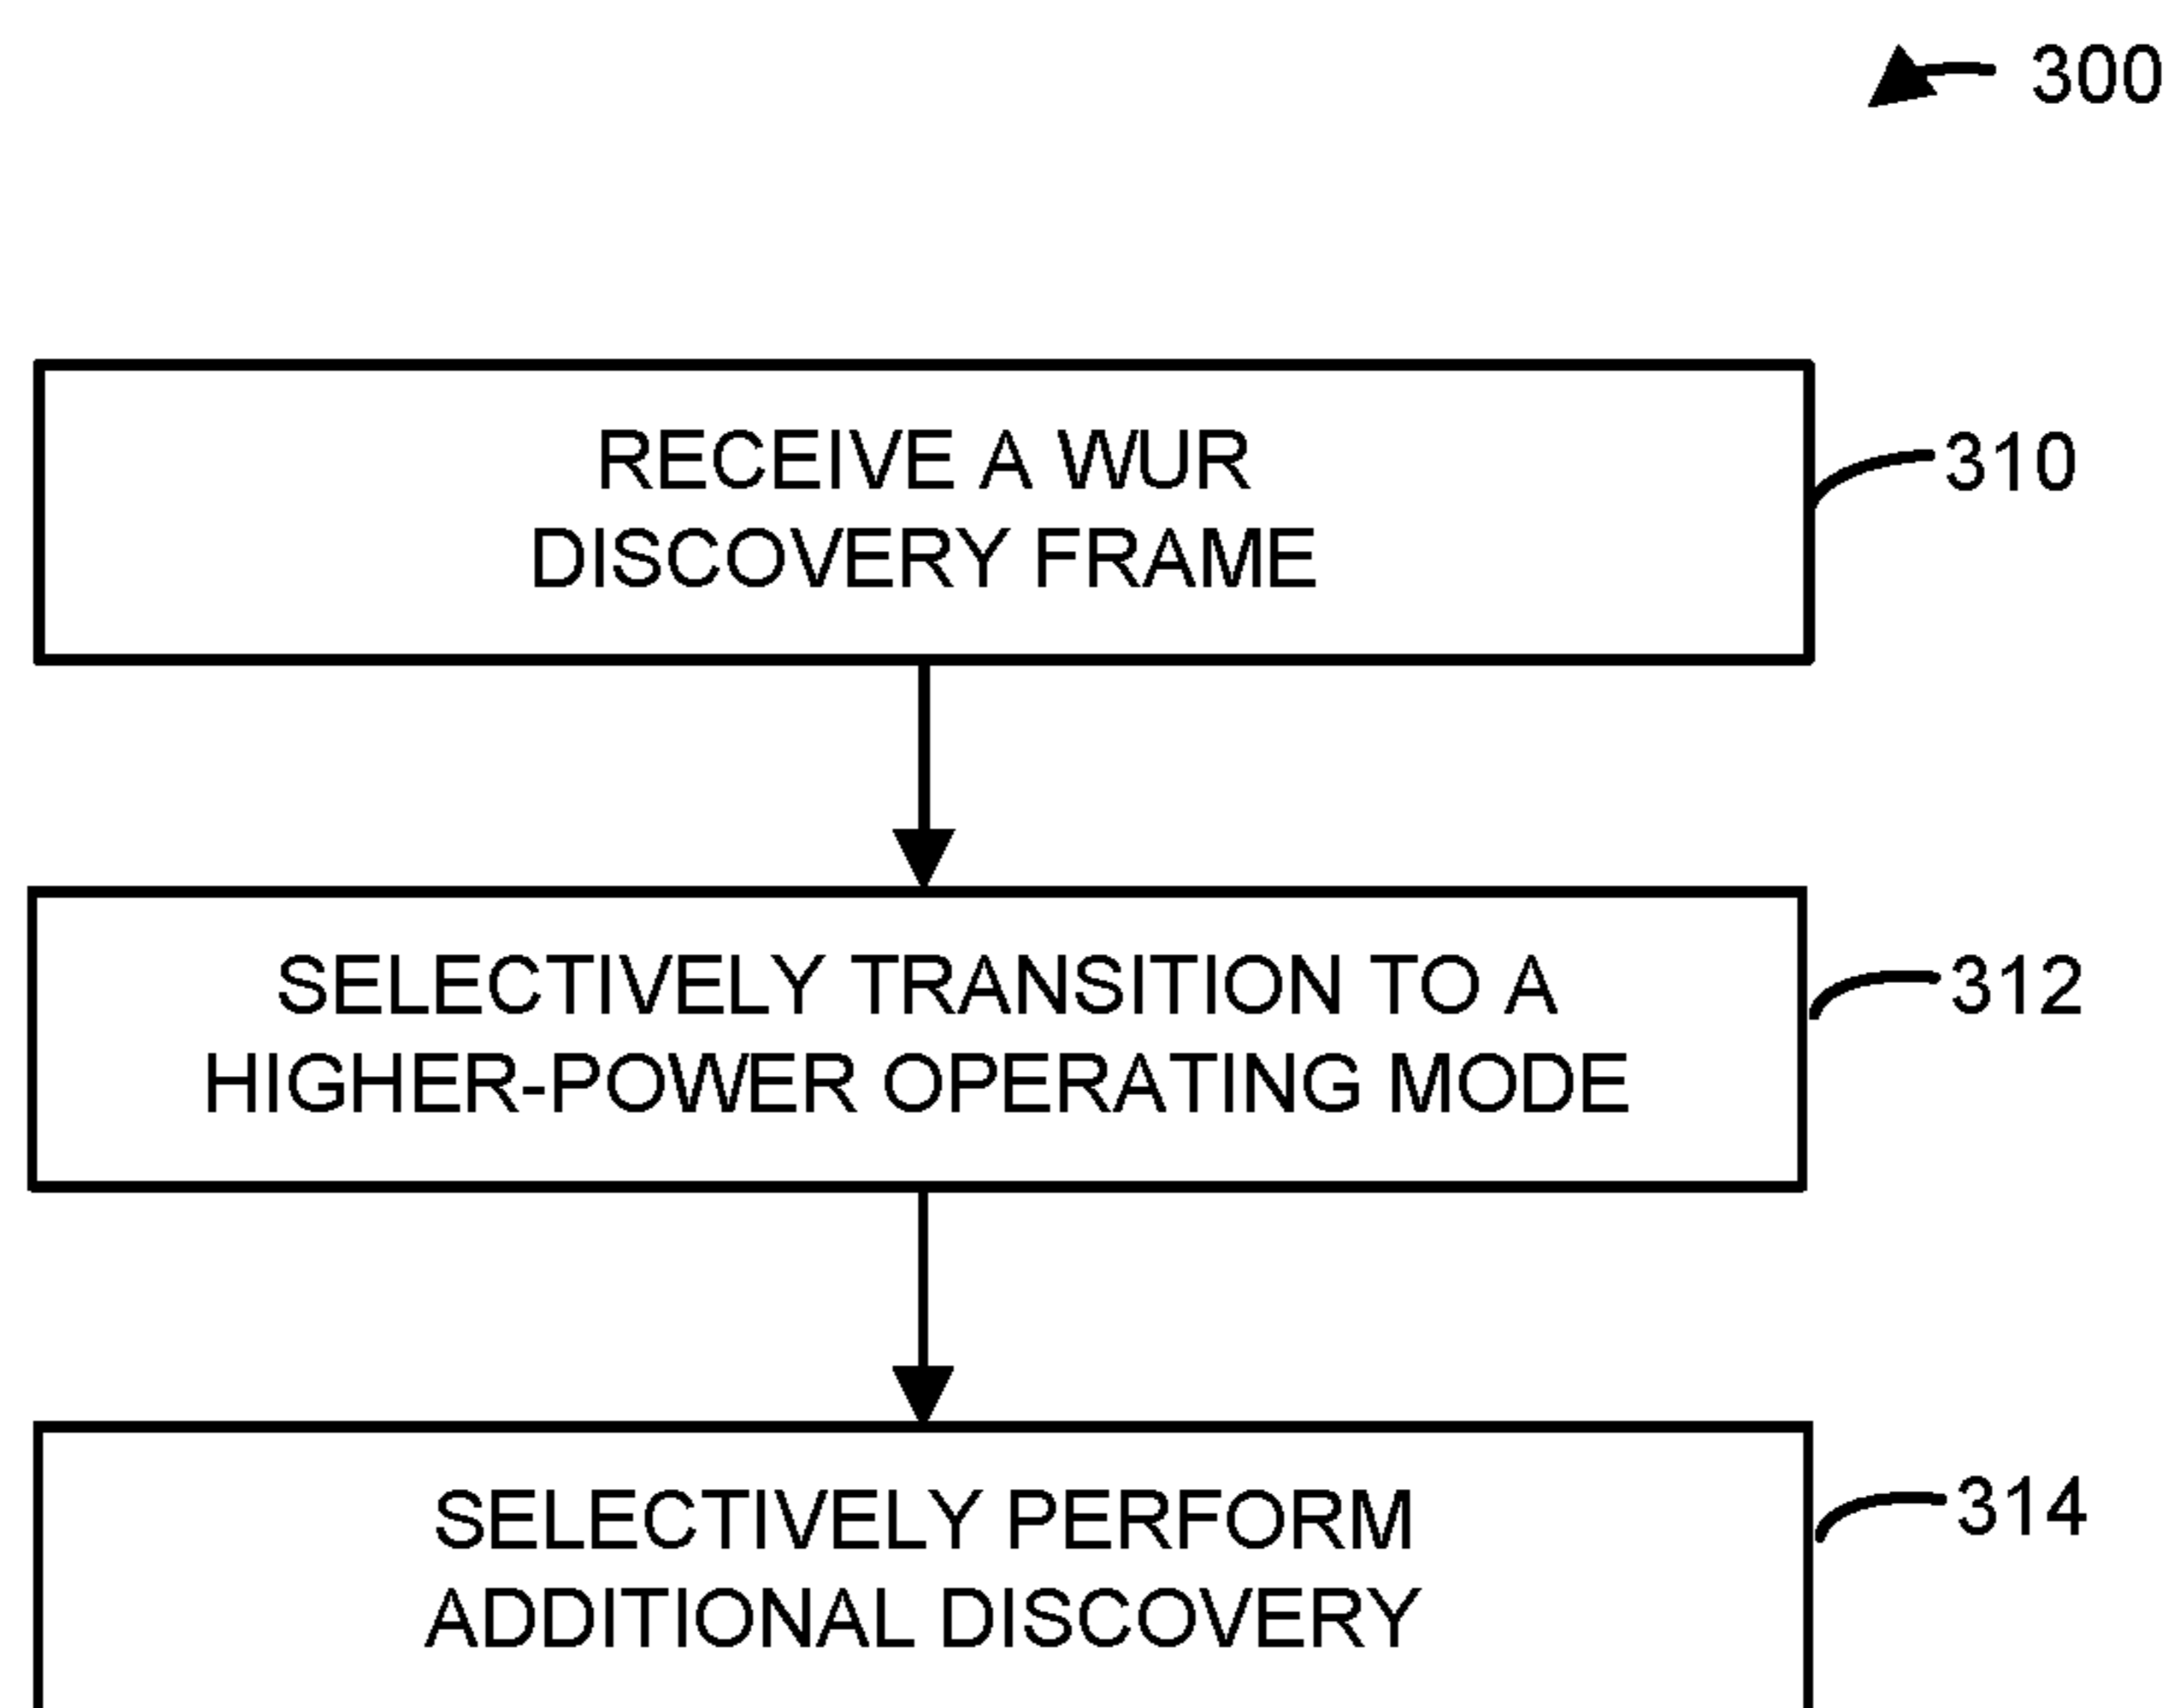 300
RECEIVE A WUR
DISCOVERY FRAME
310
SELECTIVELY TRANSITION TO A
HIGHER-POWER OPERATING MODE
312
SELECTIVELY PERFORM
ADDITIONAL DISCOVERY
314